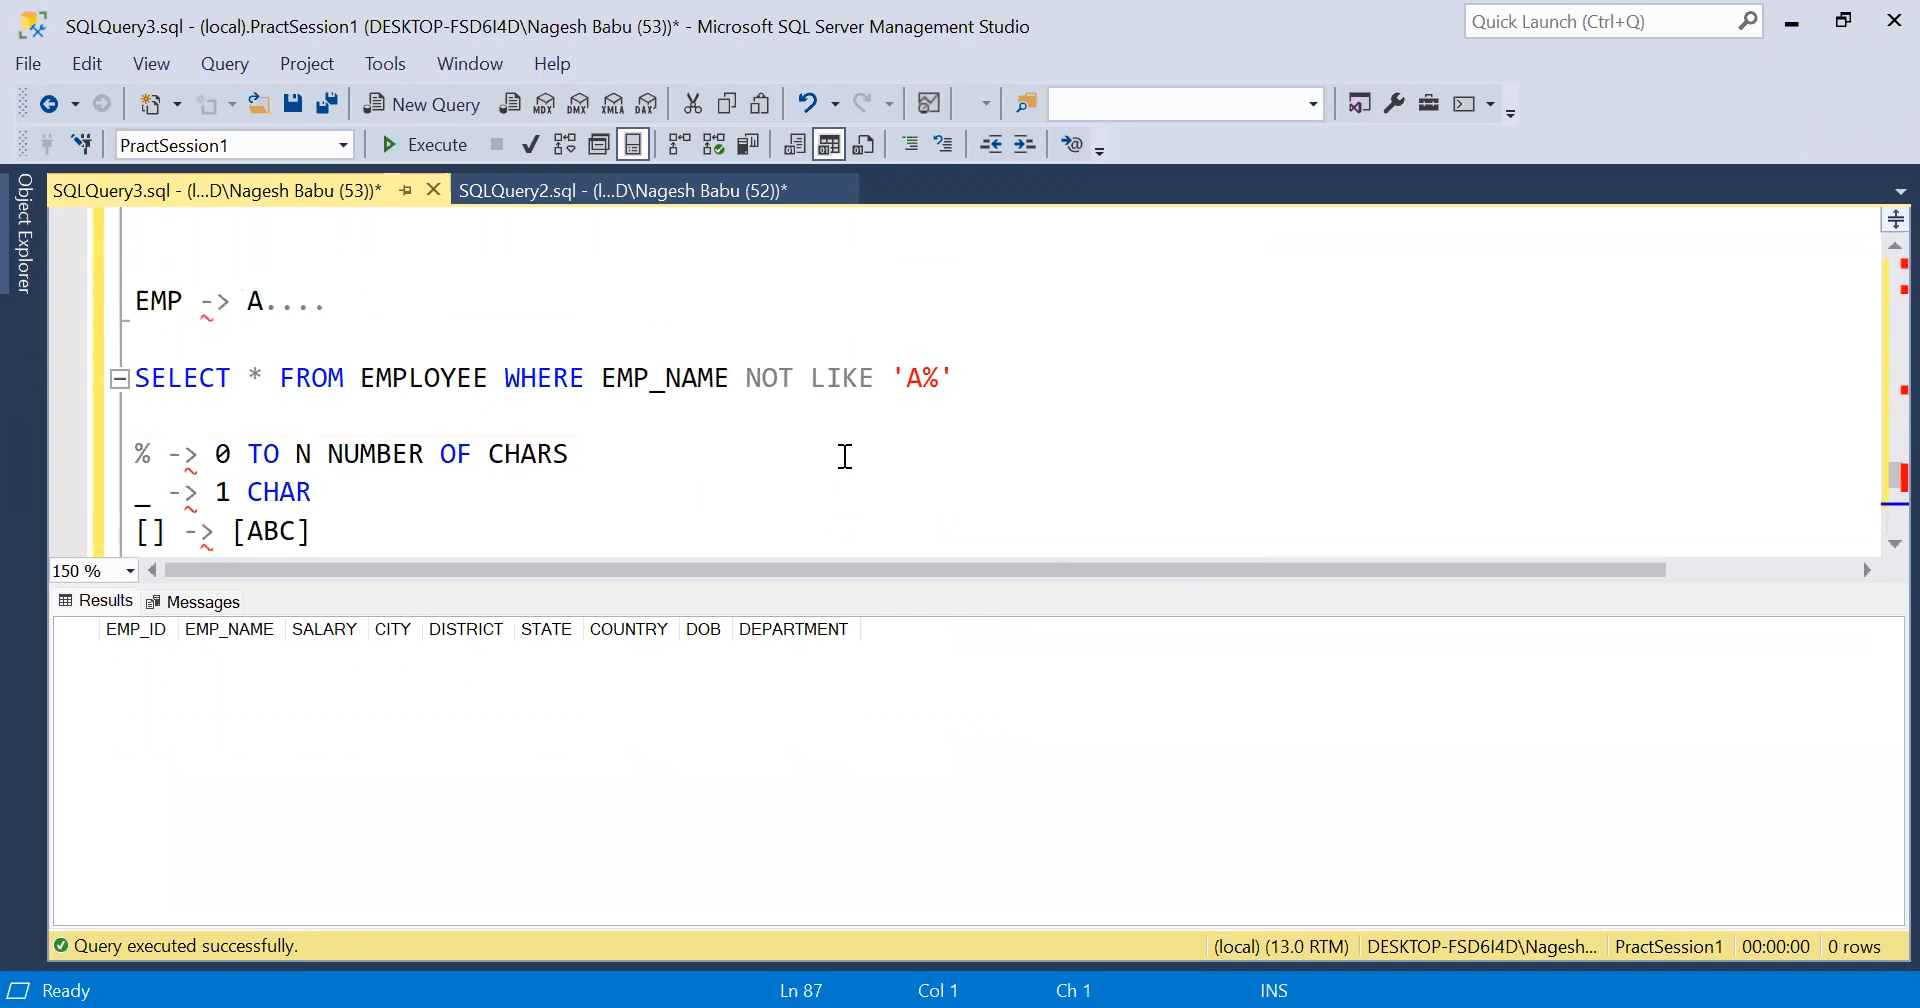 SQLQuery3.sql - (local).PractSession1 (DESKTOP-FSD6I4D\Nagesh Babu (53))* - Microsoft SQL Server Management Studio
Quick Launch (Ctrl+Q)
File Edit View Query Project Tools Window Help
New Query
MDX DMX XMLA DAX
PractSession1 Execute
Object Explorer
SQLQuery3.sql - (l...D\Nagesh Babu (53))* SQLQuery2.sql - (l...D\Nagesh Babu (52))*
EMP -> A....
SELECT * FROM EMPLOYEE WHERE EMP_NAME NOT LIKE 'A%'
% -> 0 TO N NUMBER OF CHARS
_ -> 1 CHAR
[] -> [ABC]
150 %
Results Messages
EMP_ID EMP_NAME SALARY CITY DISTRICT STATE COUNTRY DOB DEPARTMENT
Query executed successfully. (local) (13.0 RTM) DESKTOP-FSD6I4D\Nagesh... PractSession1 00:00:00 0 rows
Ready Ln 87 Col 1 Ch 1 INS